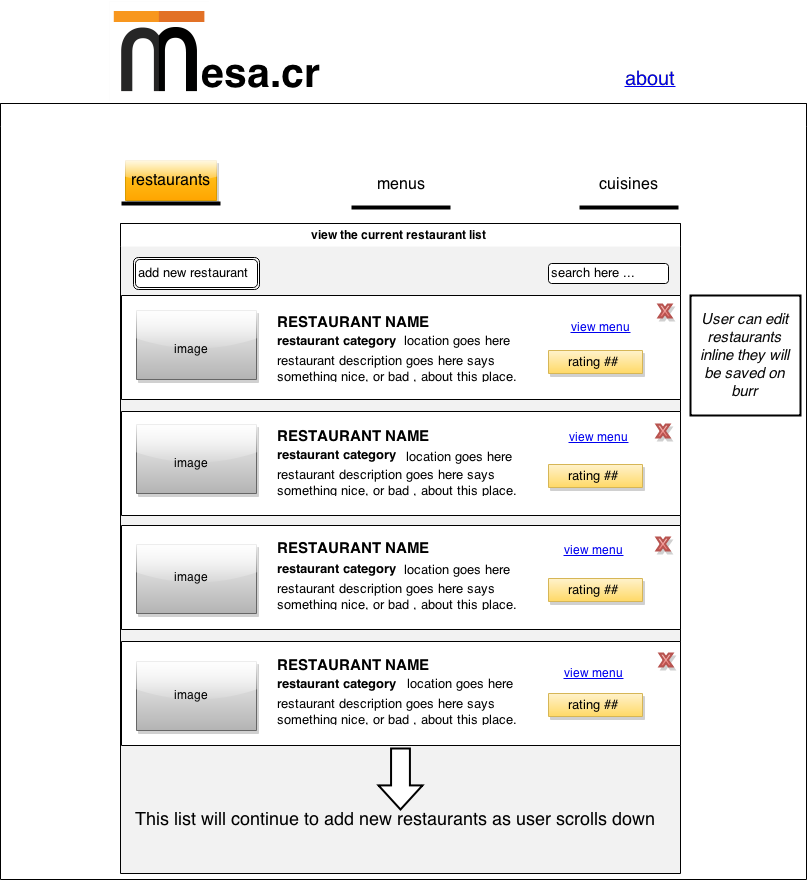 mesa.cr
about
restaurants
menus
cuisines
view the current restaurant list
add new restaurant
search here ...
RESTAURANT NAME
restaurant category location goes here
restaurant description goes here says
something nice, or bad , about this place.
image
view menu
X
rating ##
User can edit
restaurants
inline they will
be saved on
burr
RESTAURANT NAME
restaurant category location goes here
restaurant description goes here says
something nice, or bad , about this place.
image
view menu
X
rating ##
RESTAURANT NAME
restaurant category location goes here
restaurant description goes here says
something nice, or bad , about this place.
image
view menu
X
rating ##
RESTAURANT NAME
restaurant category location goes here
restaurant description goes here says
something nice, or bad , about this place.
image
view menu
X
rating ##
This list will continue to add new restaurants as user scrolls down